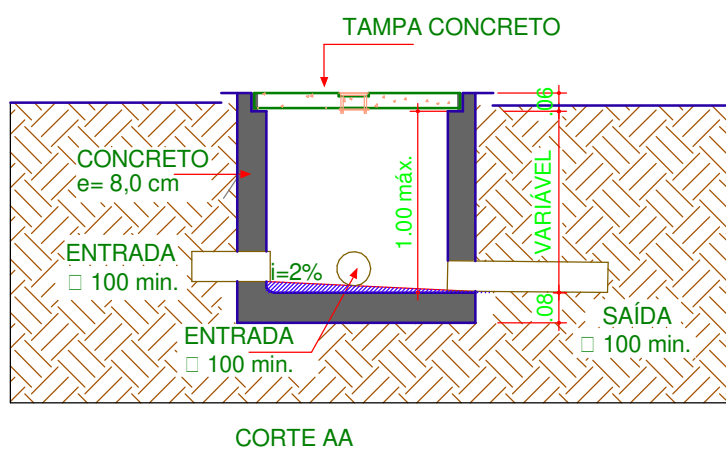 TAMPA CONCRETO
.06
CONCRETO
e= 8,0 cm
1.00 máx.
VARIÁVEL
ENTRADA
□ 100 min.
i=2%
.08
SAÍDA
□ 100 min.
ENTRADA
□ 100 min.
CORTE AA